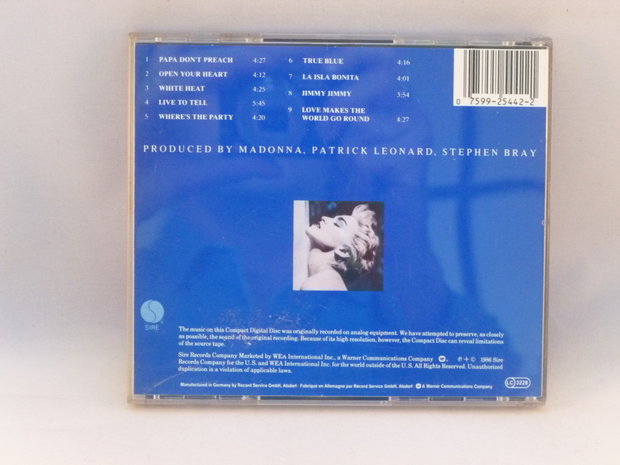 1 PAPA DON'T PREACH 4:27
2 OPEN YOUR HEART 4:12
3 WHITE HEAT 4:25
4 LIVE TO TELL 5:45
5 WHERE'S THE PARTY 4:20
6 TRUE BLUE 4:16
7 LA ISLA BONITA 4:01
8 JIMMY JIMMY 3:54
9 LOVE MAKES THE
WORLD GO ROUND 4:27
0 7599-25442-2
PRODUCED BY MADONNA, PATRICK LEONARD, STEPHEN BRAY
SIRE
The music on this Compact Digital Disc was originally recorded on analog equipment. We have attempted to preserve, as closely
as possible, the sound of the original recording. Because of its high resolution, however, the Compact Disc can reveal limitations
of the source tape.
Sire Records Company Marketed by WEA International Inc., a Warner Communications Company . ℗ + © 1986 Sire
Records Company for the U.S. and WEA International Inc. for the world outside of the U.S. All Rights Reserved. Unauthorized
duplication is a violation of applicable laws.
Manufactured in Germany by Record Service GmbH, Alsdorf · Fabriqué en Allemagne par Record Service GmbH, Alsdorf A Warner Communications Company
LC 3228